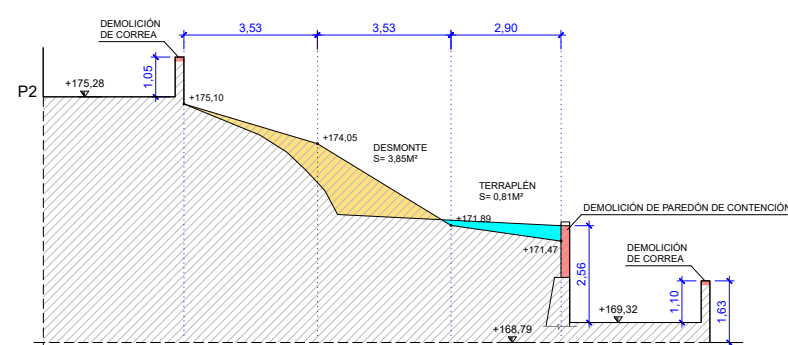 DEMOLICIÓN
DE CORREA
3,53
3,53
2,90
1,05
P2
+175,28
+175,10
+174,05
DESMONTE
S= 3,85M²
TERRAPLÉN
S= 0,81M²
DEMOLICIÓN DE PAREDÓN DE CONTENCIÓN
+171,89
+171,47
DEMOLICIÓN
DE CORREA
2,56
1,10
1,63
+169,32
+168,79